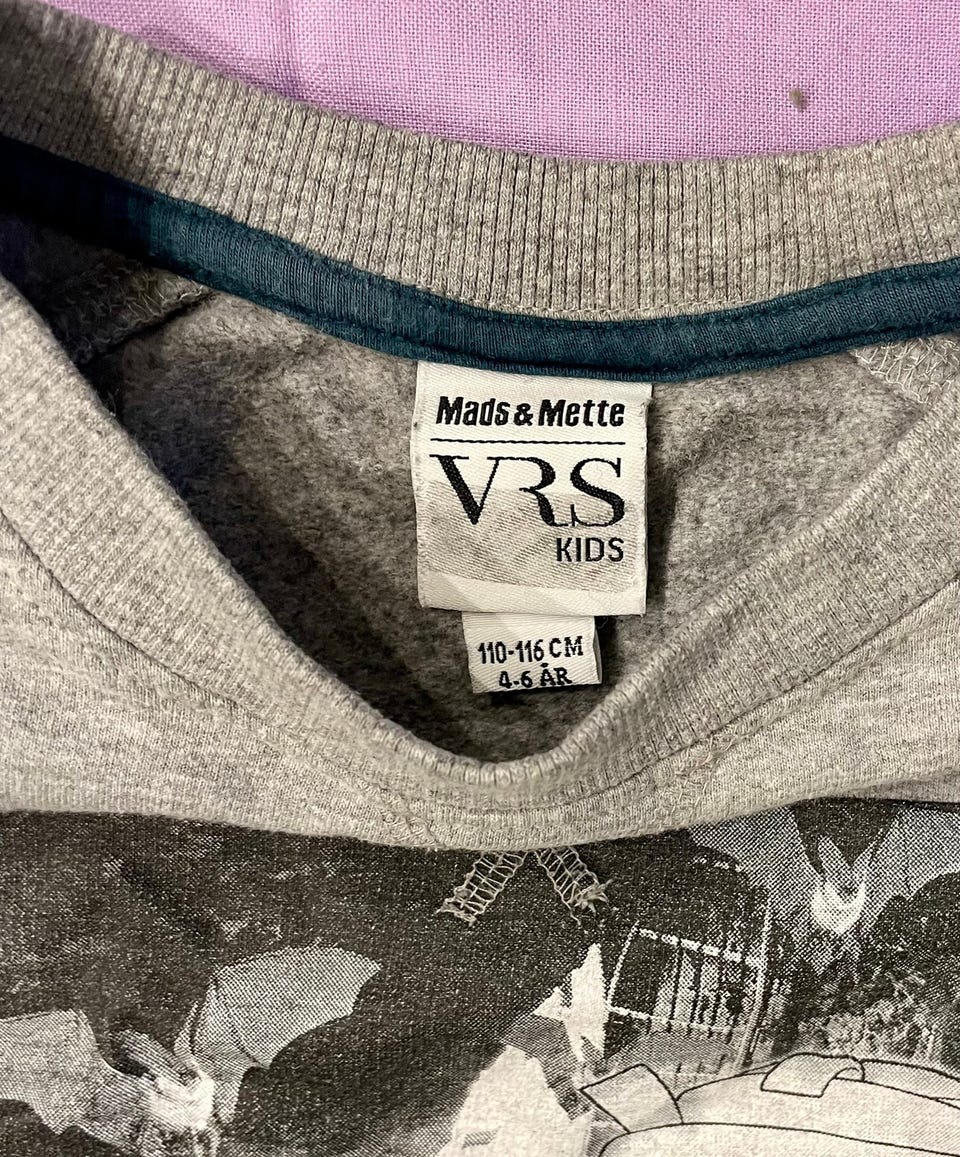 Mads & Mette
VRS
KIDS
110-116 CM
4-6 ÅR